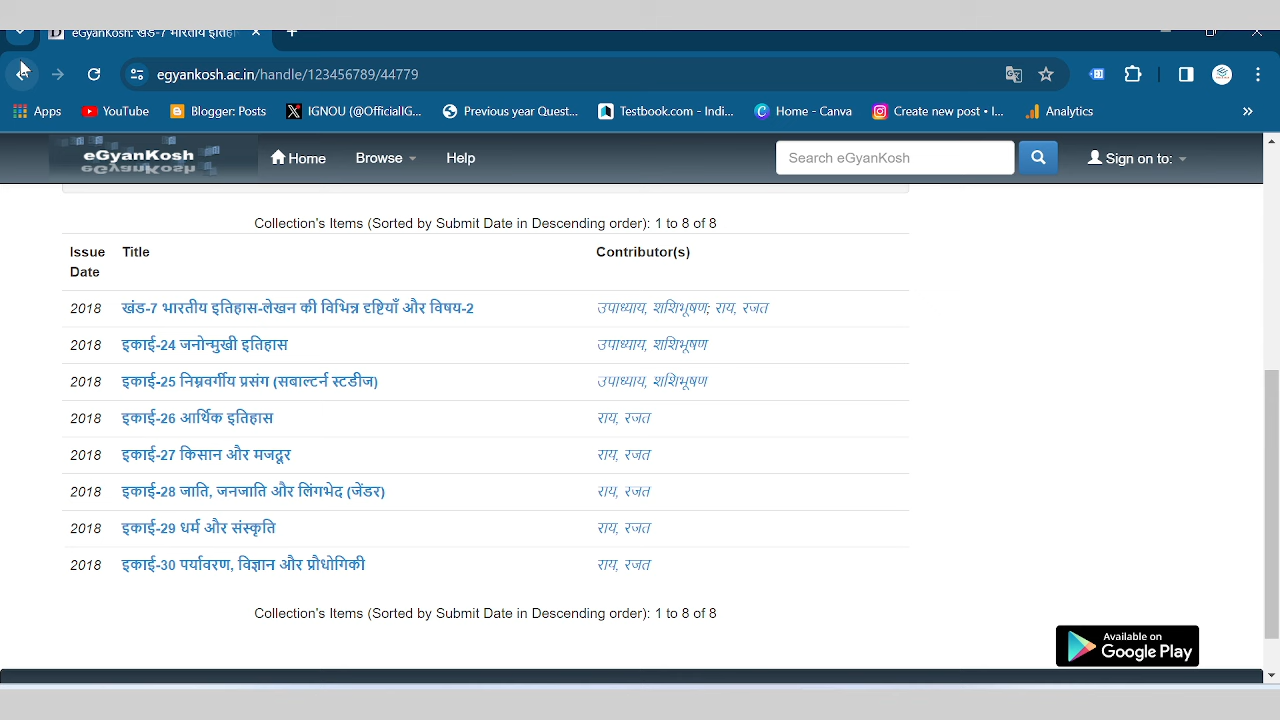 eGyanKosh: खंड-7 भारतीय इतिह
egyankosh.ac.in/handle/123456789/44779
Apps YouTube Blogger: Posts IGNOU (@OfficialIG... Previous year Quest... Testbook.com - Indi... Home - Canva Create new post • I... Analytics »
eGyanKosh Home Browse Help Search eGyanKosh Sign on to:
Collection's Items (Sorted by Submit Date in Descending order): 1 to 8 of 8
Issue Date Title Contributor(s)
2018 खंड-7 भारतीय इतिहास-लेखन की विभिन्न दृष्टियाँ और विषय-2 उपाध्याय, शशिभूषण; राय, रजत
2018 इकाई-24 जनोन्मुखी इतिहास उपाध्याय, शशिभूषण
2018 इकाई-25 निम्नवर्गीय प्रसंग (सबाल्टर्न स्टडीज) उपाध्याय, शशिभूषण
2018 इकाई-26 आर्थिक इतिहास राय, रजत
2018 इकाई-27 किसान और मजदूर राय, रजत
2018 इकाई-28 जाति, जनजाति और लिंगभेद (जेंडर) राय, रजत
2018 इकाई-29 धर्म और संस्कृति राय, रजत
2018 इकाई-30 पर्यावरण, विज्ञान और प्रौधोगिकी राय, रजत
Collection's Items (Sorted by Submit Date in Descending order): 1 to 8 of 8
Available on
Google Play